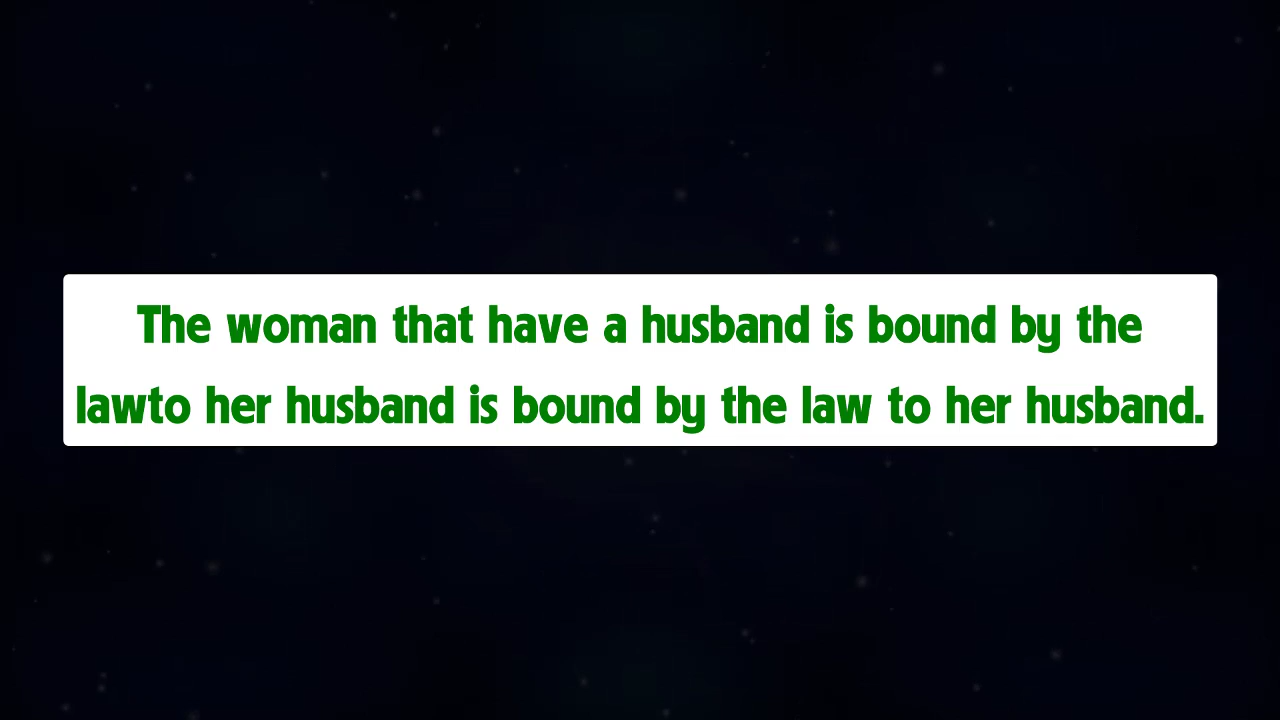 The woman that have a husband is bound by the
lawto her husband is bound by the law to her husband.